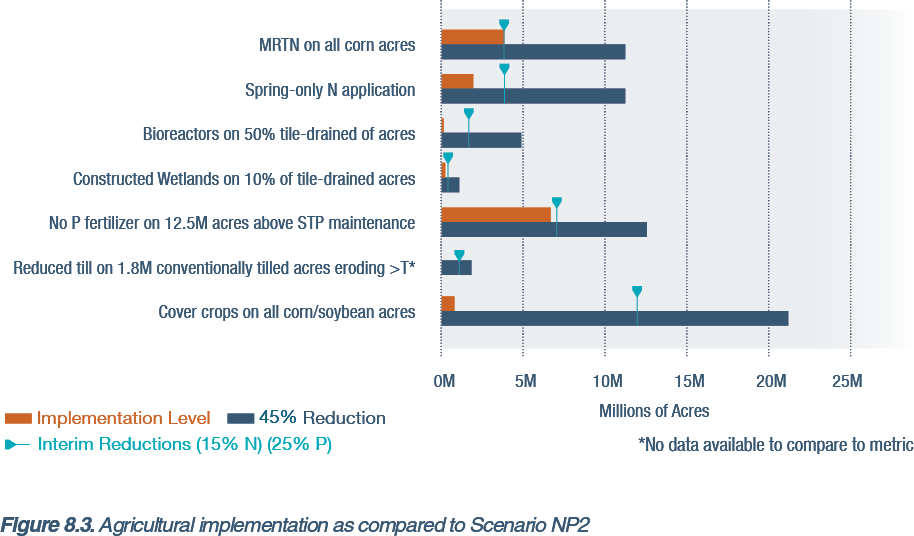 MRTN on all corn acres
Spring-only N application
Bioreactors on 50% tile-drained of acres
Constructed Wetlands on 10% of tile-drained acres
No P fertilizer on 12.5M acres above STP maintenance
Reduced till on 1.8M conventionally tilled acres eroding >T*
Cover crops on all corn/soybean acres
0M 5M 10M 15M 20M 25M
Millions of Acres
Implementation Level 45% Reduction
Interim Reductions (15% N) (25% P)
*No data available to compare to metric
Figure 8.3. Agricultural implementation as compared to Scenario NP2